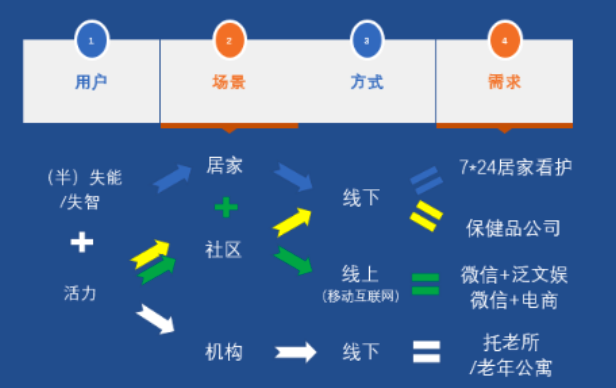 1
2
3
4
用户
场景
方式
需求
（半）失能
/失智
活力
居家
社区
机构
线下
线上
（移动互联网）
线下
7*24居家看护
保健品公司
微信+泛文娱
微信+电商
托老所
/老年公寓